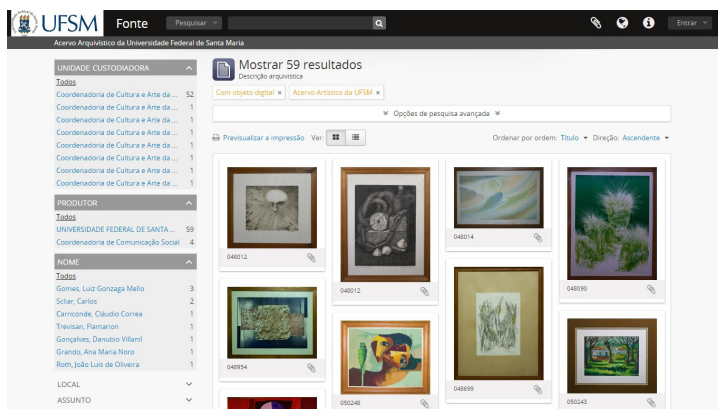 UFSM Fonte Pesquisar Entrar
Acervo Arquivístico da Universidade Federal de Santa Maria
UNIDADE CUSTODIADORA
Todos
Coordenadoria de Cultura e Arte da ... 52
Coordenadoria de Cultura e Arte da ... 1
Coordenadoria de Cultura e Arte da ... 1
Coordenadoria de Cultura e Arte da ... 1
Coordenadoria de Cultura e Arte da ... 1
Coordenadoria de Cultura e Arte da ... 1
Coordenadoria de Cultura e Arte da ... 1
Coordenadoria de Cultura e Arte da ... 1
PRODUTOR
Todos
UNIVERSIDADE FEDERAL DE SANTA ... 59
Coordenadoria de Comunicação Social 4
NOME
Todos
Gomes, Luiz Gonzaga Mello 3
Scliar, Carlos 2
Carriconde, Cláudio Correa 1
Trevisan, Flamarion 1
Gonçalves, Danubio Villanil 1
Grando, Ana Maria Noro 1
Roth, João Luis de Oliveira 1
LOCAL
ASSUNTO
Mostrar 59 resultados
Descrição arquivística
Com objeto digital × Acervo Artístico da UFSM ×
Opções de pesquisa avançada
Previsualizar a impressão Ver: Ordenar por ordem: Título Direção: Ascendente
048012
048012
048014
048090
048954
050246
048699
050243